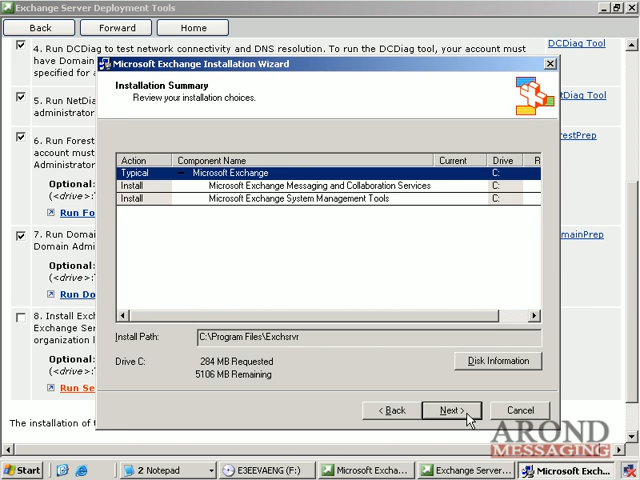 Exchange Server Deployment Tools
Back Forward Home
4. Run DCDiag to test network connectivity and DNS resolution. To run the DCDiag tool, your account must
have Domain
specified for a
DCDiag Tool
Microsoft Exchange Installation Wizard
Installation Summary
Review your installation choices.
5. Run NetDia
administrator
Tool
6. Run Forest
account must
Administrator
Optional:
(<drive>:
Run Fo
7. Run Doma
Domain Admi
Optional:
(<drive>:
Run Do
8. Install Exch
Exchange Ser
organization l
Optional:
(<drive>:
Run Se
Action Component Name Current Drive R
Typical Microsoft Exchange C:
Install Microsoft Exchange Messaging and Collaboration Services C:
Install Microsoft Exchange System Management Tools C:
Install Path: C:\Program Files\Exchsrvr
Drive C: 284 MB Requested
5106 MB Remaining
Disk Information
< Back Next > Cancel
The installation of
AROND
MESSAGING
Start 2 Notepad E3EEVAENG (F:) Microsoft Excha... Exchange Server... Microsoft Exch...